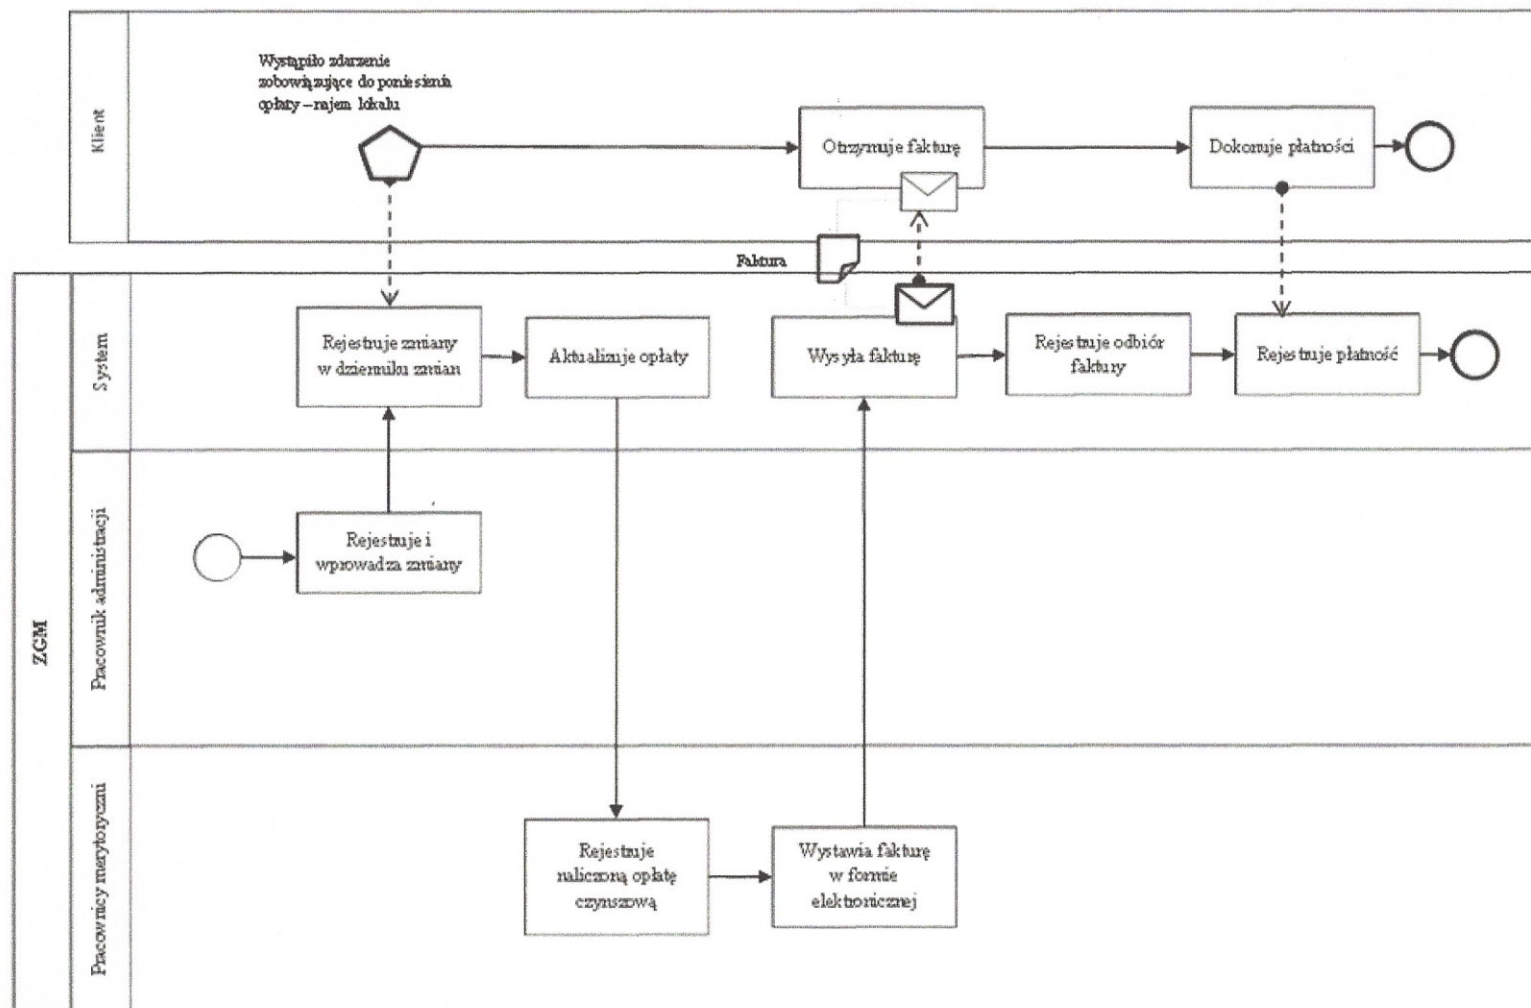 Klient
Wystąpiło zdarzenie
zobowiązujące do poniesienia
opłaty – najem lokalu
Otrzymuje fakturę
Dokonuje płatności
Faktura
ZGM
System
Rejestruje zmiany
w dzienniku zmian
Aktualizuje opłaty
Wysyła fakturę
Rejestruje odbiór
faktury
Rejestruje płatność
Pracownik administracji
Rejestruje i
wprowadza zmiany
Pracownicy merytoryczni
Rejestruje
naliczoną opłatę
czynszową
Wystawia fakturę
w formie
elektronicznej